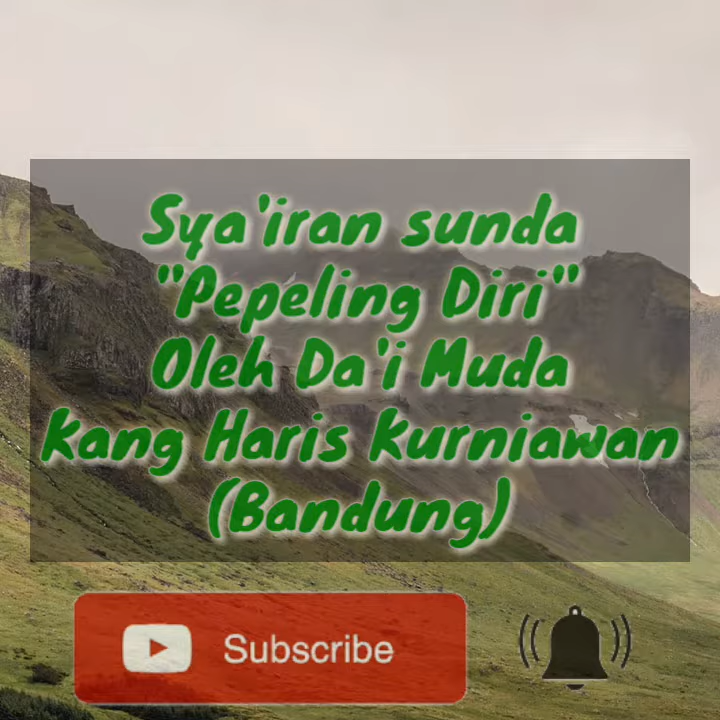 Sya'iran sunda
"Pepeling Diri"
Oleh Da'i Muda
Kang Haris Kurniawan
(Bandung)
Subscribe